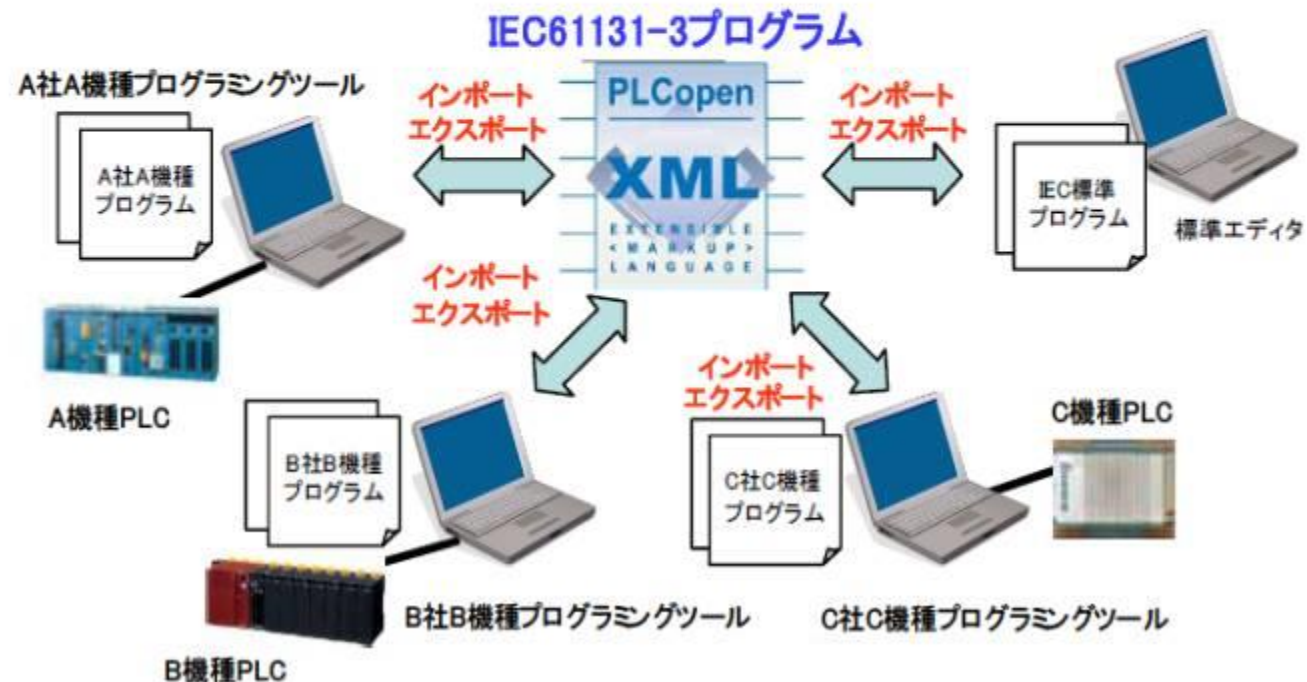 IEC61131-3プログラム
A社A機種プログラミングツール
インポート
エクスポート
PLCopen
XML
EXTENSIBLE
< MARKUP >
LANGUAGE
インポート
エクスポート
A社A機種
プログラム
IEC標準
プログラム
標準エディタ
インポート
エクスポート
A機種PLC
インポート
エクスポート
C機種PLC
B社B機種
プログラム
C社C機種
プログラム
B社B機種プログラミングツール
C社C機種プログラミングツール
B機種PLC